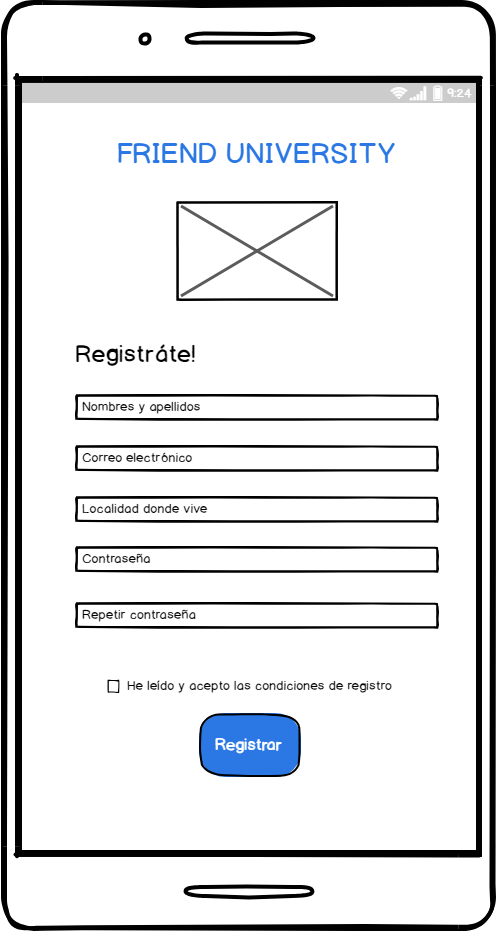 9:24
FRIEND UNIVERSITY
Registráte!
Nombres y apellidos
Correo electrónico
Localidad donde vive
Contraseña
Repetir contraseña
He leído y acepto las condiciones de registro
Registrar